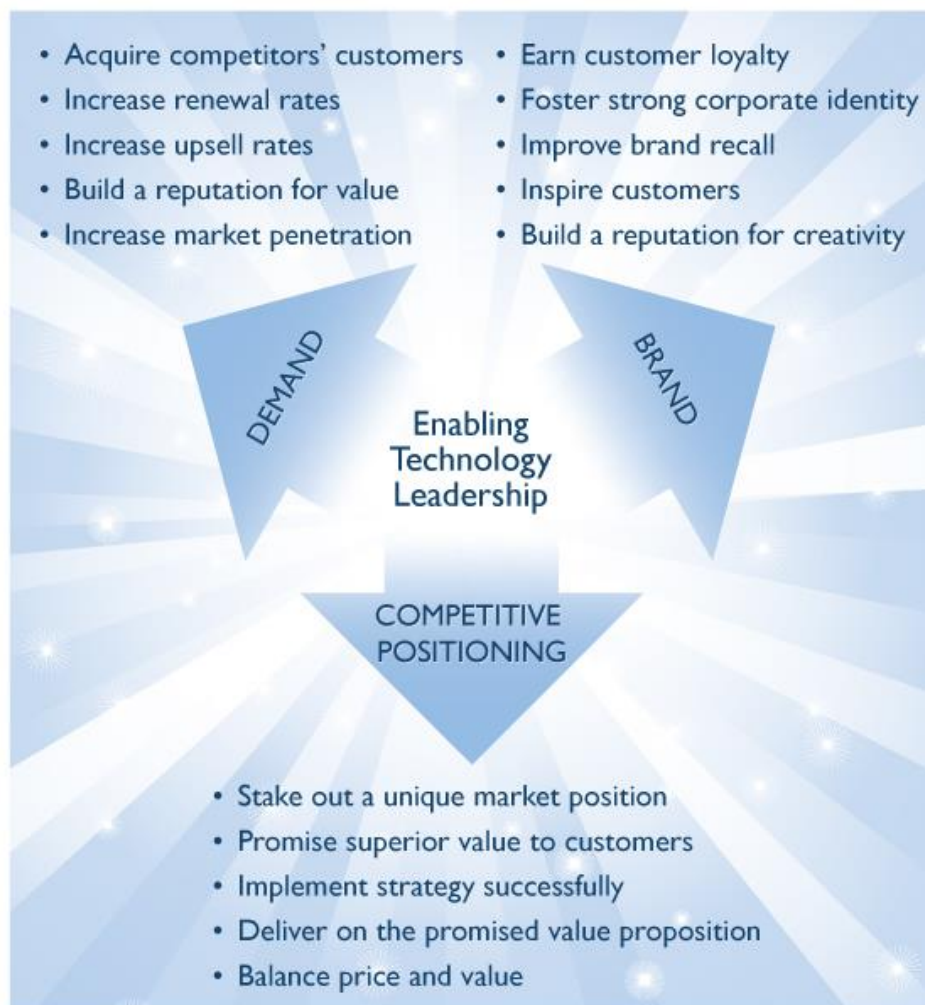 • Acquire competitors’ customers
• Increase renewal rates
• Increase upsell rates
• Build a reputation for value
• Increase market penetration
• Earn customer loyalty
• Foster strong corporate identity
• Improve brand recall
• Inspire customers
• Build a reputation for creativity
DEMAND
BRAND
Enabling
Technology
Leadership
COMPETITIVE
POSITIONING
• Stake out a unique market position
• Promise superior value to customers
• Implement strategy successfully
• Deliver on the promised value proposition
• Balance price and value